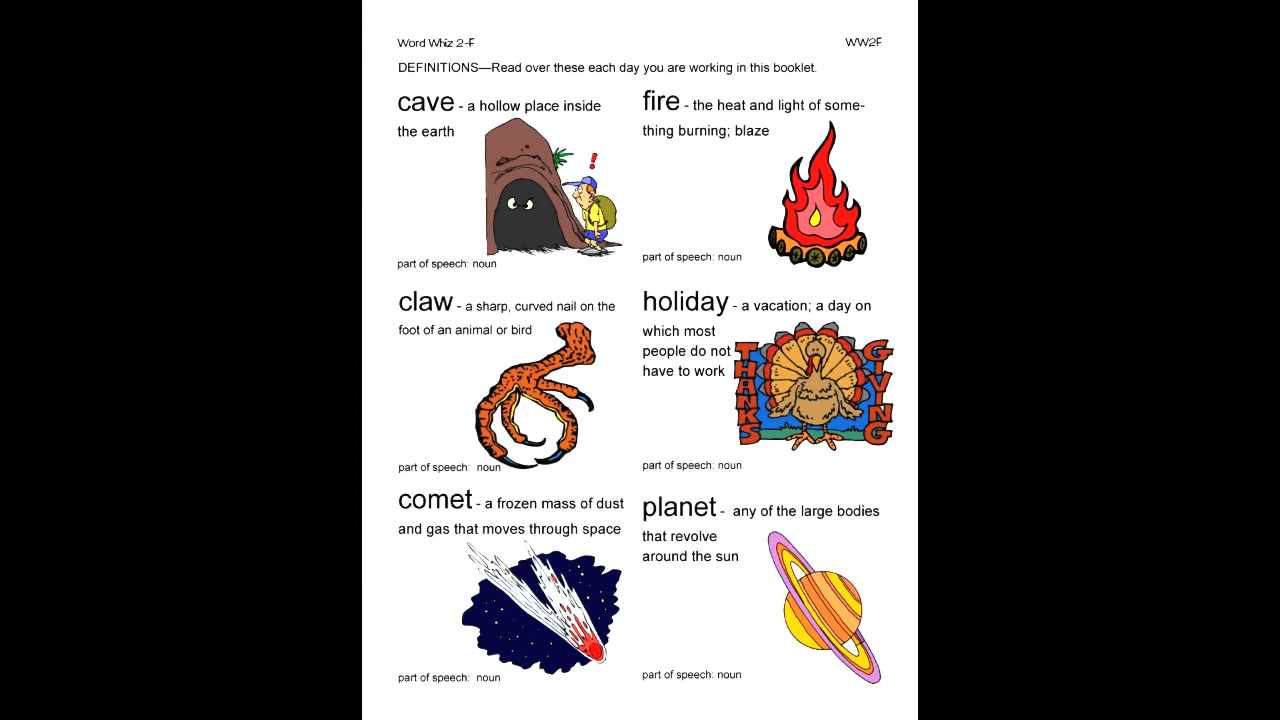 Word Whiz 2-F
WW2F
DEFINITIONS—Read over these each day you are working in this booklet.
cave - a hollow place inside
the earth
!
part of speech: noun
fire - the heat and light of some-
thing burning; blaze
part of speech: noun
claw - a sharp, curved nail on the
foot of an animal or bird
part of speech: noun
holiday - a vacation; a day on
which most
people do not
have to work
THANKS
GIVING
part of speech: noun
comet - a frozen mass of dust
and gas that moves through space
part of speech: noun
planet - any of the large bodies
that revolve
around the sun
part of speech: noun